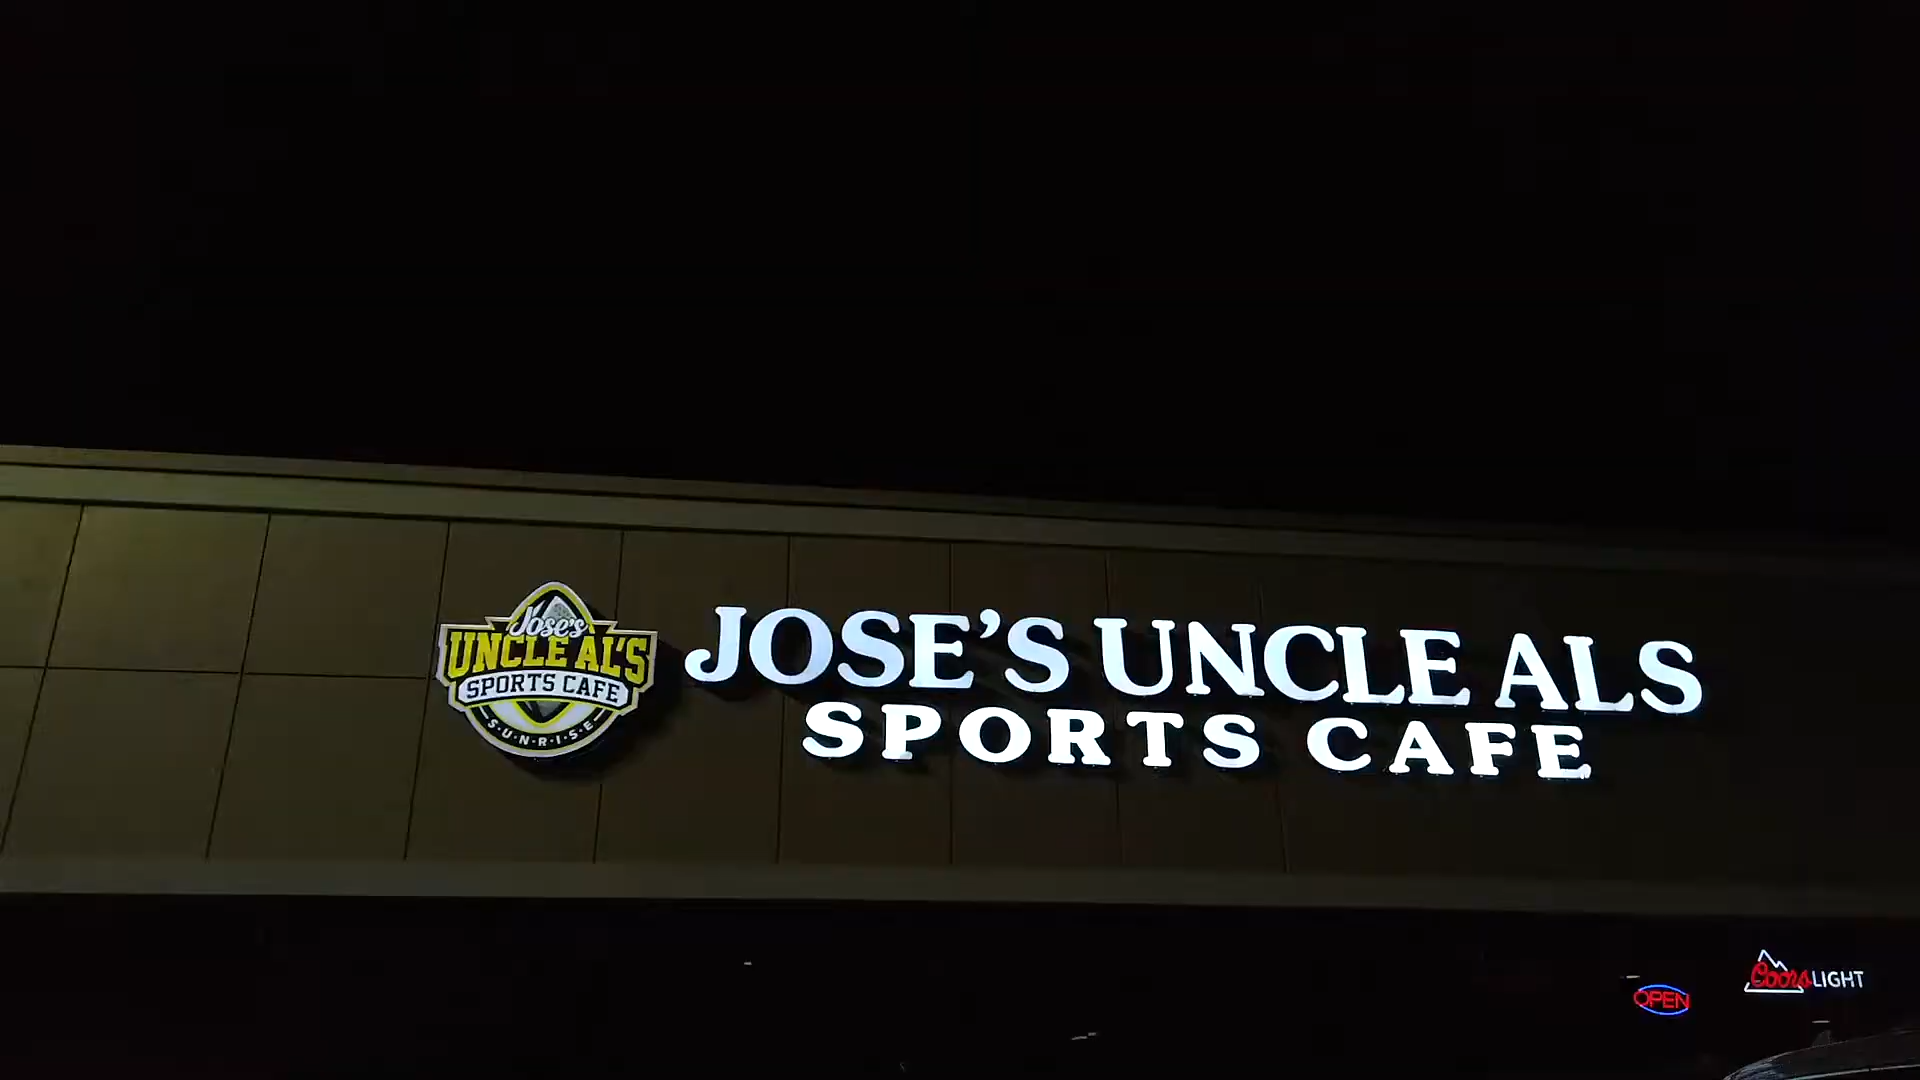 Jose's
UNCLE AL'S
SPORTS CAFE
S·U·N·R·I·S·E
JOSE'S UNCLE ALS
SPORTS CAFE
OPEN
Coors LIGHT